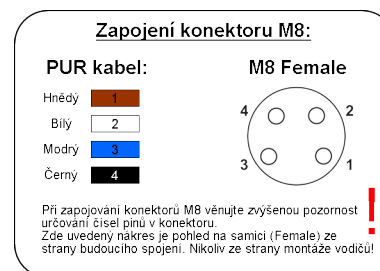 Zapojení konektoru M8:
PUR kabel:
Hnědý 1
Bílý 2
Modrý 3
Černý 4
M8 Female
4 2
3 1
Při zapojování konektorů M8 věnujte zvýšenou pozornost
určování čísel pinů v konektoru.
Zde uvedený nákres je pohled na samici (Female) ze
strany budoucího spojení. Nikoliv ze strany montáže vodičů!
!